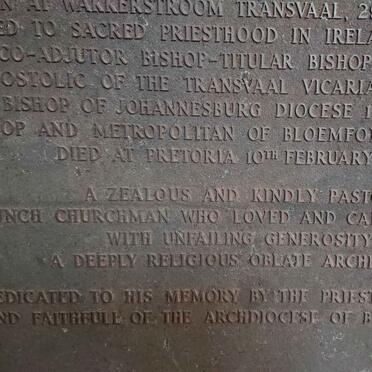 AT WAKKERSTROOM TRANSVAAL, 29
TO SACRED PRIESTHOOD IN IRELA
CO-ADJUTOR BISHOP-TITULAR BISHOP
OSTOLIC OF THE TRANSVAAL VICARIA
BISHOP OF JOHANNESBURG DIOCESE
OP AND METROPOLITAN OF BLOEMFO
DIED AT PRETORIA 10TH FEBRUARY
A ZEALOUS AND KINDLY PAST
UNCH CHURCHMAN WHO LOVED AND CA
WITH UNFAILING GENEROSITY
A DEEPLY RELIGIOUS OBLATE ARCH
EDICATED TO HIS MEMORY BY THE PRIEST
ND FAITHFULL OF THE ARCHDIOCESE OF B